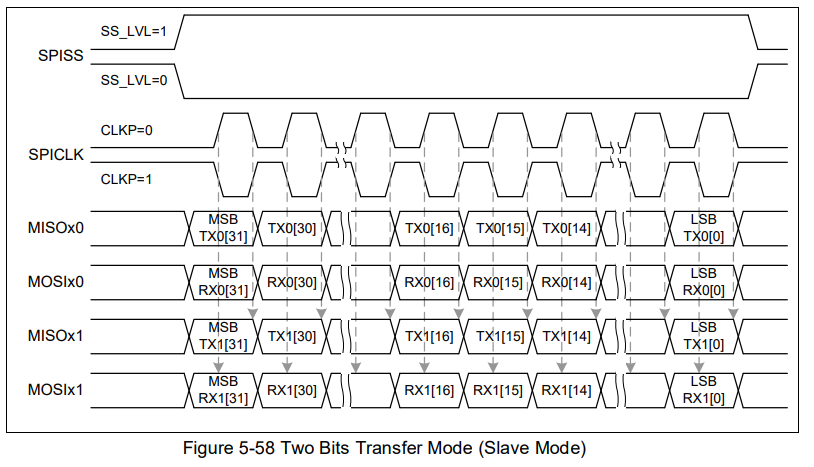 SS_LVL=1
SPISS
SS_LVL=0
CLKP=0
SPICLK
CLKP=1
MISOx0 MSB TX0[30] TX0[16] TX0[15] TX0[14] LSB
TX0[31] TX0[0]
MOSIx0 MSB RX0[30] RX0[16] RX0[15] RX0[14] LSB
RX0[31] RX0[0]
MISOx1 MSB TX1[30] TX1[16] TX1[15] TX1[14] LSB
TX1[31] TX1[0]
MOSIx1 MSB RX1[30] RX1[16] RX1[15] RX1[14] LSB
RX1[31] RX1[0]
Figure 5-58 Two Bits Transfer Mode (Slave Mode)